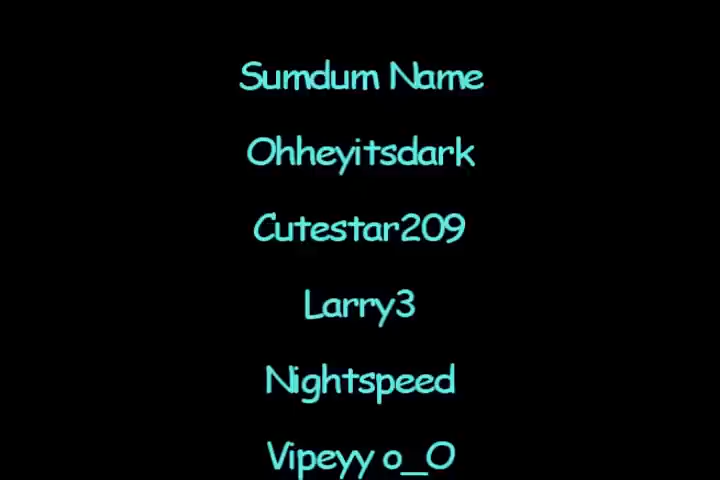 Sumdum Name
Ohheyitsdark
Cutestar209
Larry3
Nightspeed
Vipeyy o_O